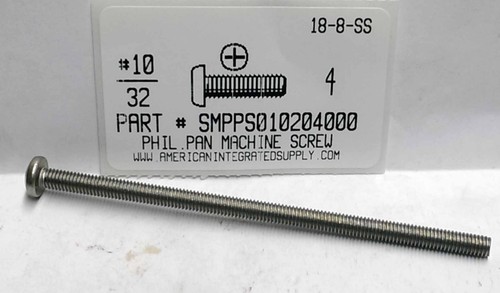 18-8-SS
#10
32
4
PART # SMPPS010204000
PHIL.PAN MACHINE SCREW
WWW.AMERICANINTEGRATEDSUPPLY.COM